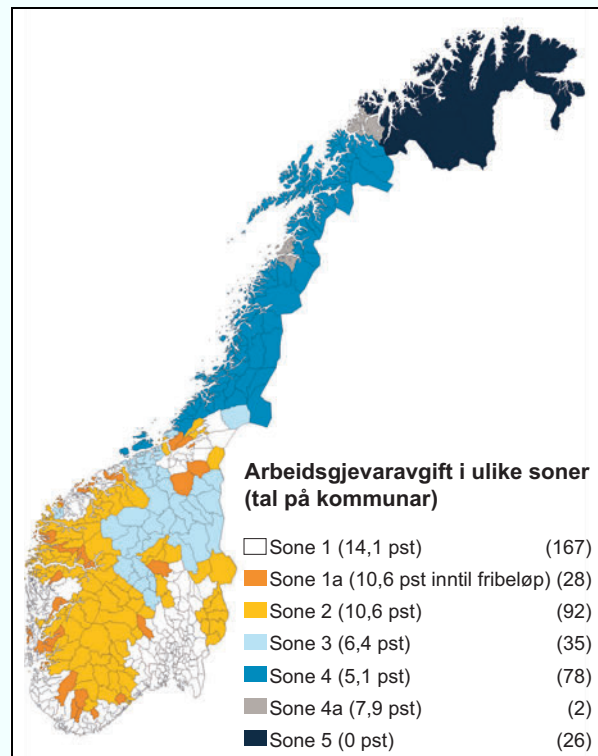 Arbeidsgjevaravgift i ulike soner
(tal på kommunar)
Sone 1 (14,1 pst) (167)
Sone 1a (10,6 pst inntil fribeløp) (28)
Sone 2 (10,6 pst) (92)
Sone 3 (6,4 pst) (35)
Sone 4 (5,1 pst) (78)
Sone 4a (7,9 pst) (2)
Sone 5 (0 pst) (26)